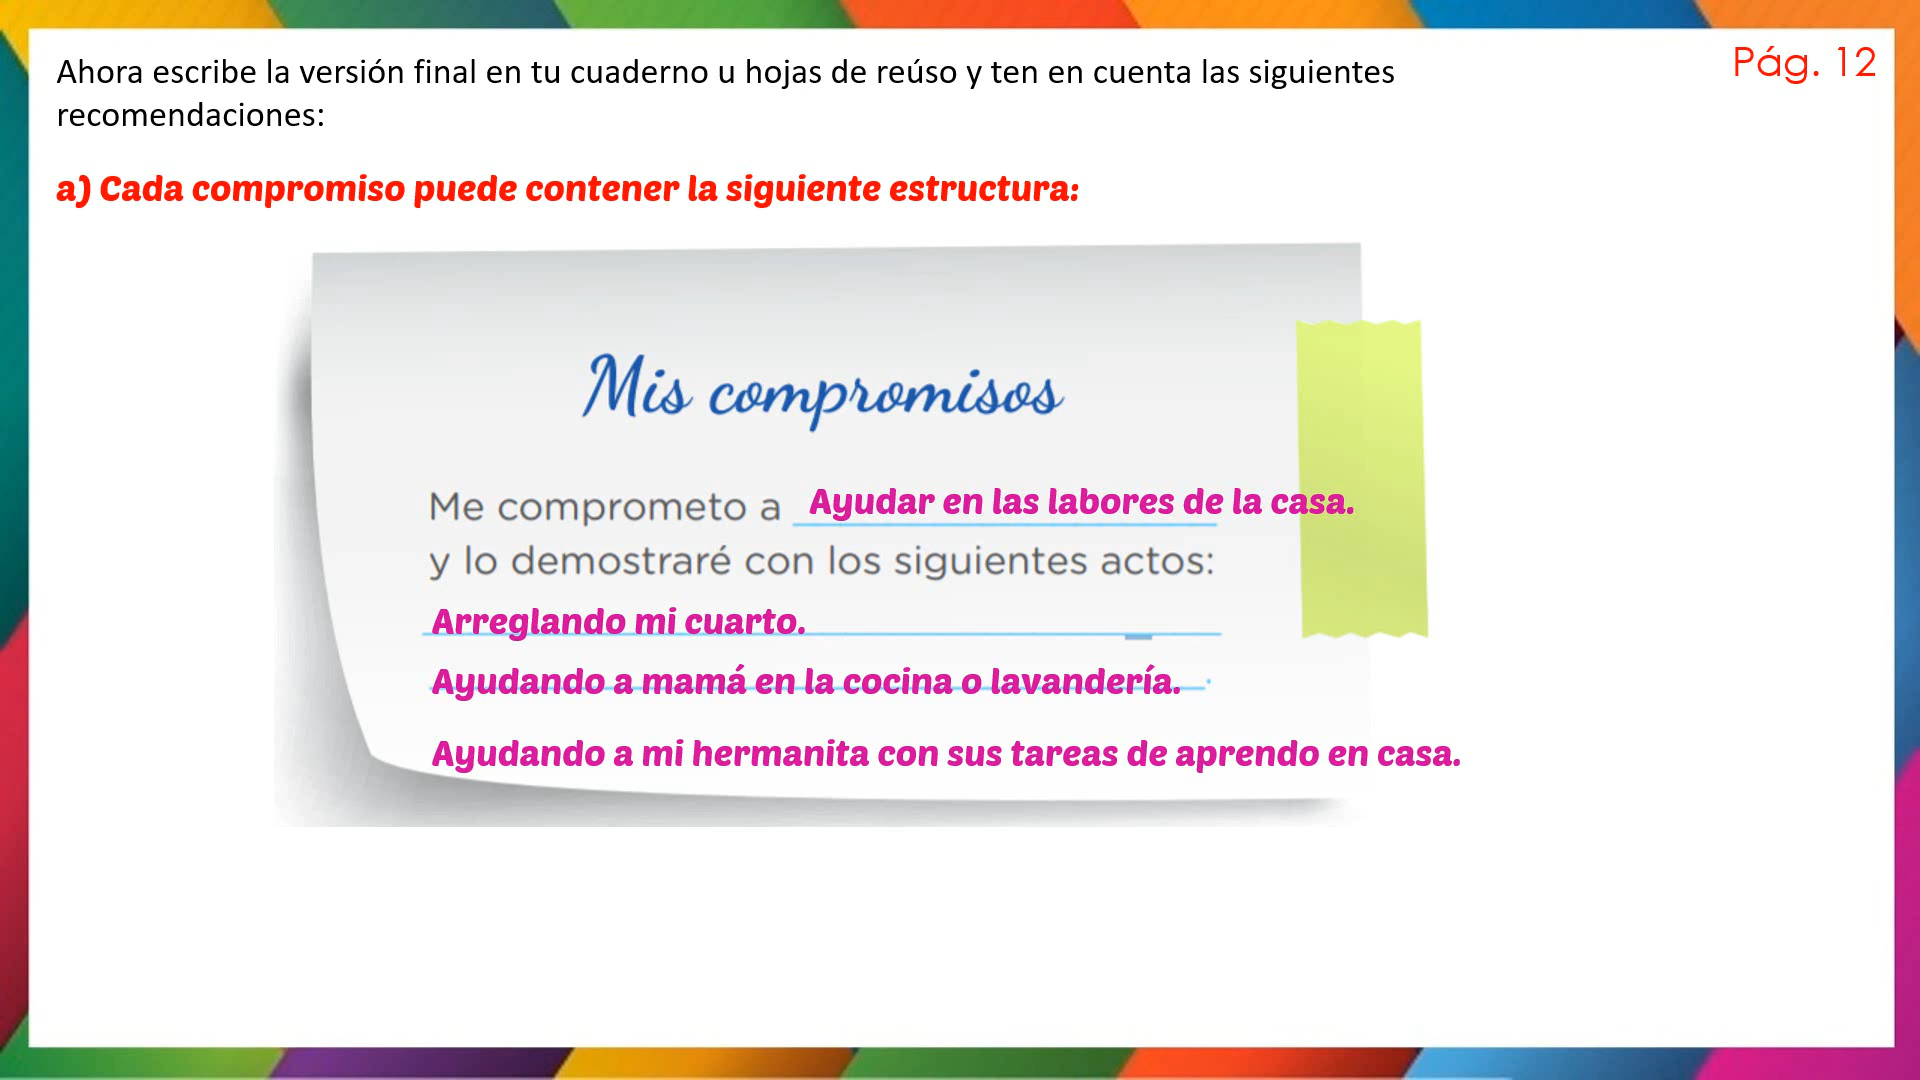 Pág. 12
Ahora escribe la versión final en tu cuaderno u hojas de reúso y ten en cuenta las siguientes
recomendaciones:
a) Cada compromiso puede contener la siguiente estructura:
Mis compromisos
Me comprometo a Ayudar en las labores de la casa.
y lo demostraré con los siguientes actos:
Arreglando mi cuarto.
Ayudando a mamá en la cocina o lavandería.
Ayudando a mi hermanita con sus tareas de aprendo en casa.